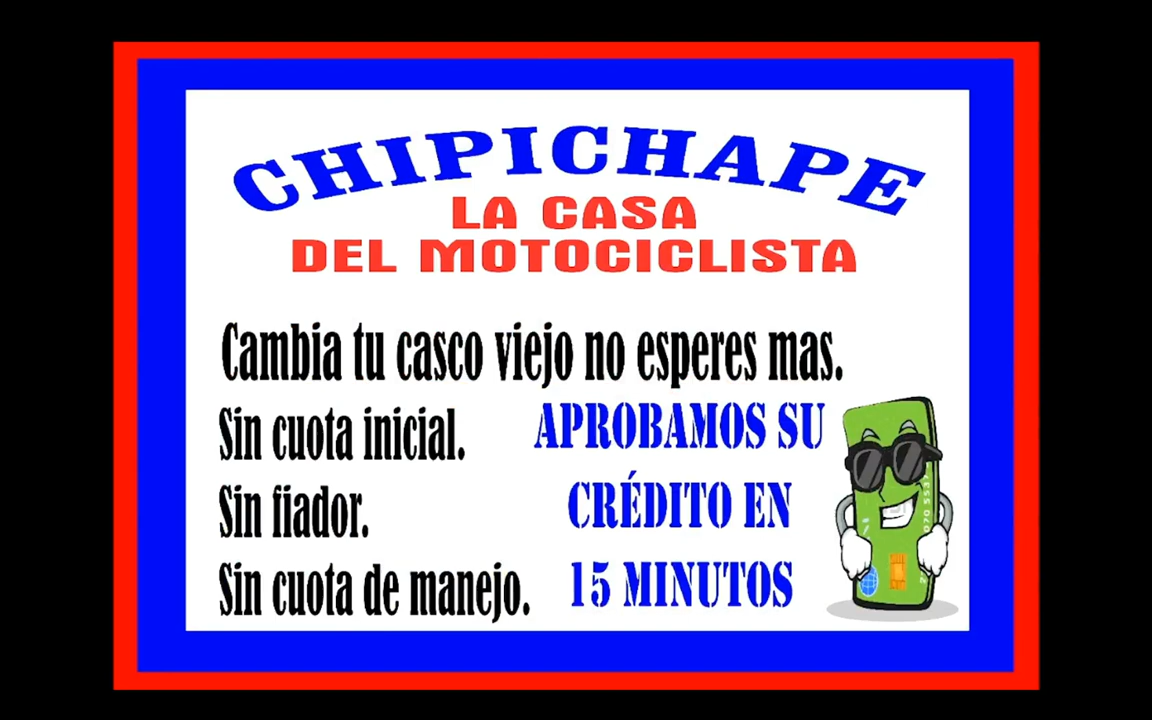 CHIPICHAPE
LA CASA
DEL MOTOCICLISTA
Cambia tu casco viejo no esperes mas.
Sin cuota inicial.
Sin fiador.
Sin cuota de manejo.
APROBAMOS SU
CRÉDITO EN
15 MINUTOS